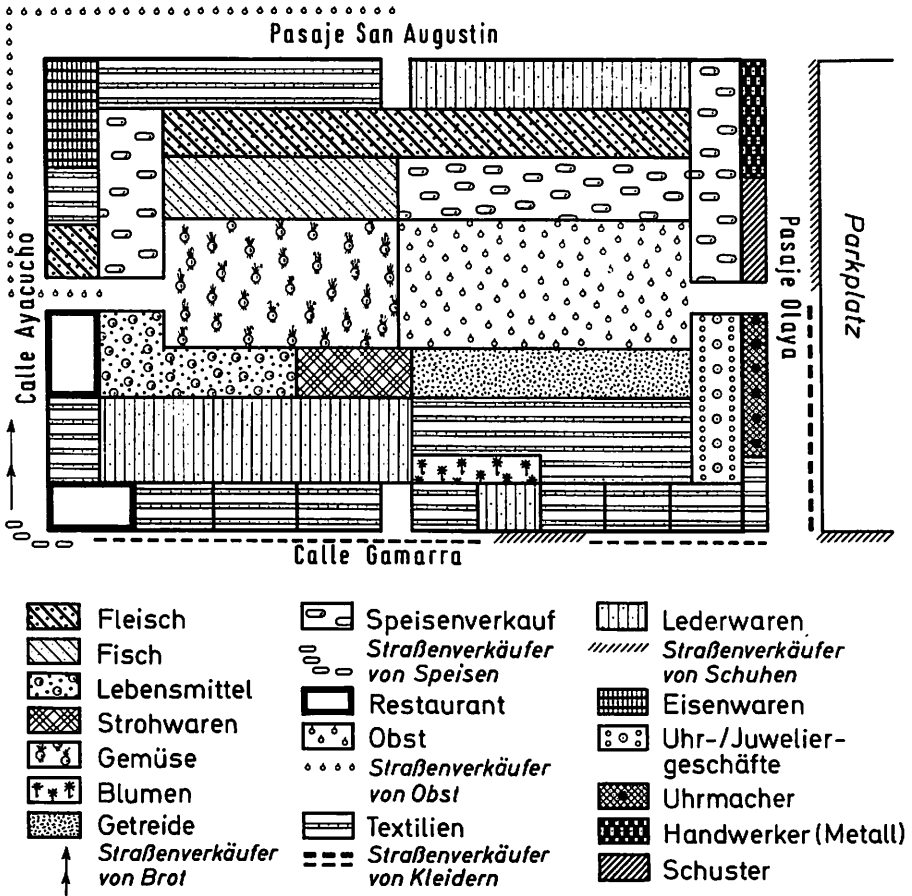 Pasaje San Augustin
Calle Ayacucho
Pasaje Olaya
Parkplatz
Calle Gamarra
Fleisch
Fisch
Lebensmittel
Strohwaren
Gemüse
Blumen
Getreide
Straßenverkäufer
von Brot
Speisenverkauf
Straßenverkäufer
von Speisen
Restaurant
Obst
Straßenverkäufer
von Obst
Textilien
Straßenverkäufer
von Kleidern
Lederwaren
Straßenverkäufer
von Schuhen
Eisenwaren
Uhr-/Juwelier-
geschäfte
Uhrmacher
Handwerker (Metall)
Schuster